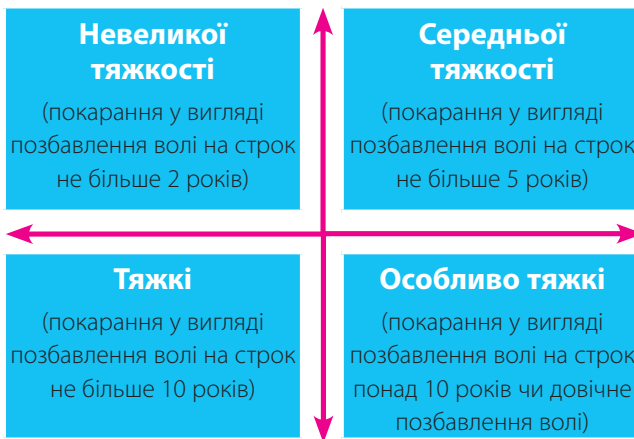 Невеликої
тяжкості
(покарання у вигляді
позбавлення волі на строк
не більше 2 років)
Середньої
тяжкості
(покарання у вигляді
позбавлення волі на строк
не більше 5 років)
Тяжкі
(покарання у вигляді
позбавлення волі на строк
не більше 10 років)
Особливо тяжкі
(покарання у вигляді
позбавлення волі на строк
понад 10 років чи довічне
позбавлення волі)